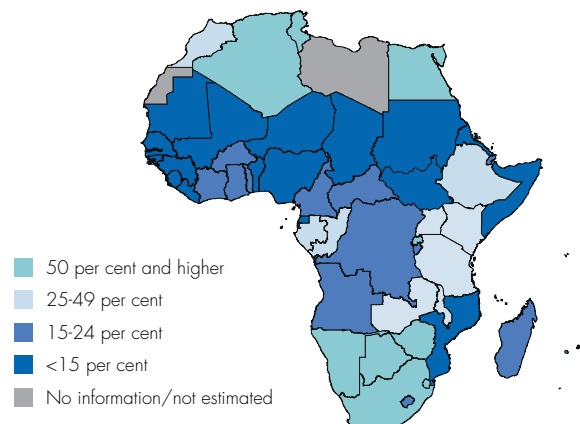 50 per cent and higher
25-49 per cent
15-24 per cent
<15 per cent
No information/not estimated